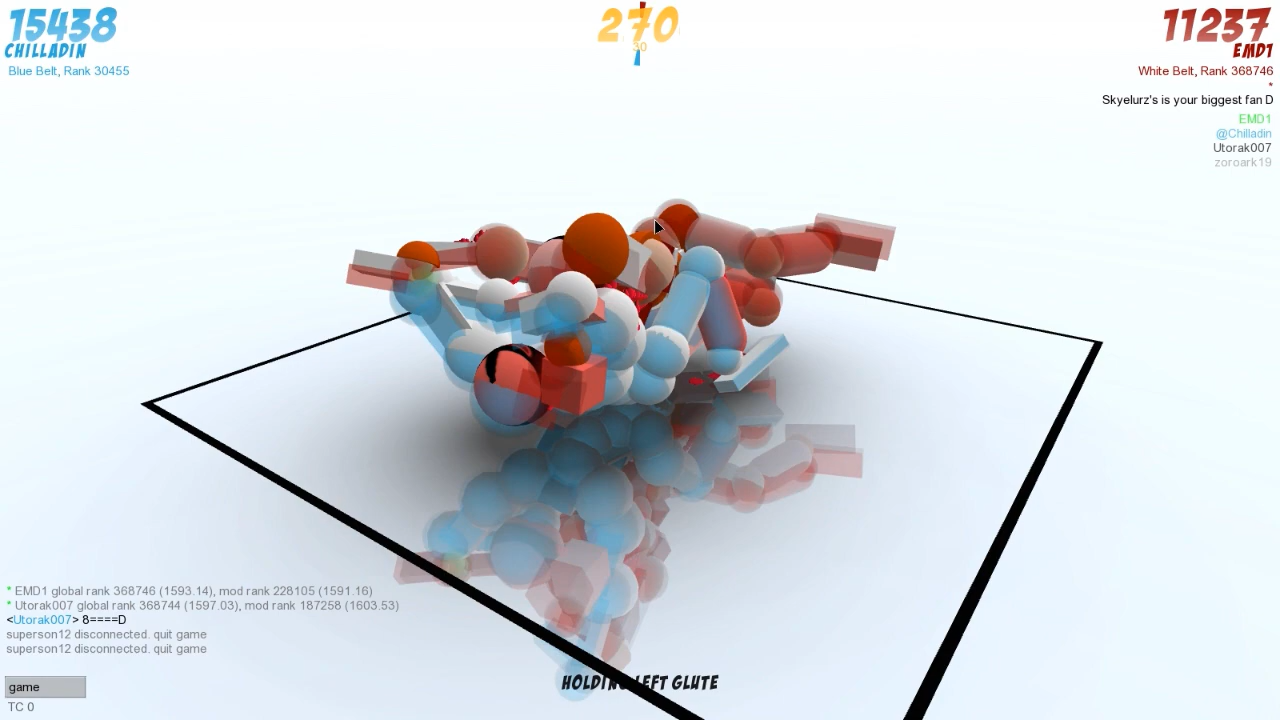 15438
CHILLADIN
Blue Belt, Rank 30455
270
30
11237
EMD1
White Belt, Rank 368746
*
Skyelurz's is your biggest fan D
EMD1
@Chilladin
Utorak007
zoroark19
* EMD1 global rank 368746 (1593.14), mod rank 228105 (1591.16)
* Utorak007 global rank 368744 (1597.03), mod rank 187258 (1603.53)
<Utorak007> 8====D
superson12 disconnected. quit game
superson12 disconnected. quit game
game
TC 0
HOLDING LEFT GLUTE